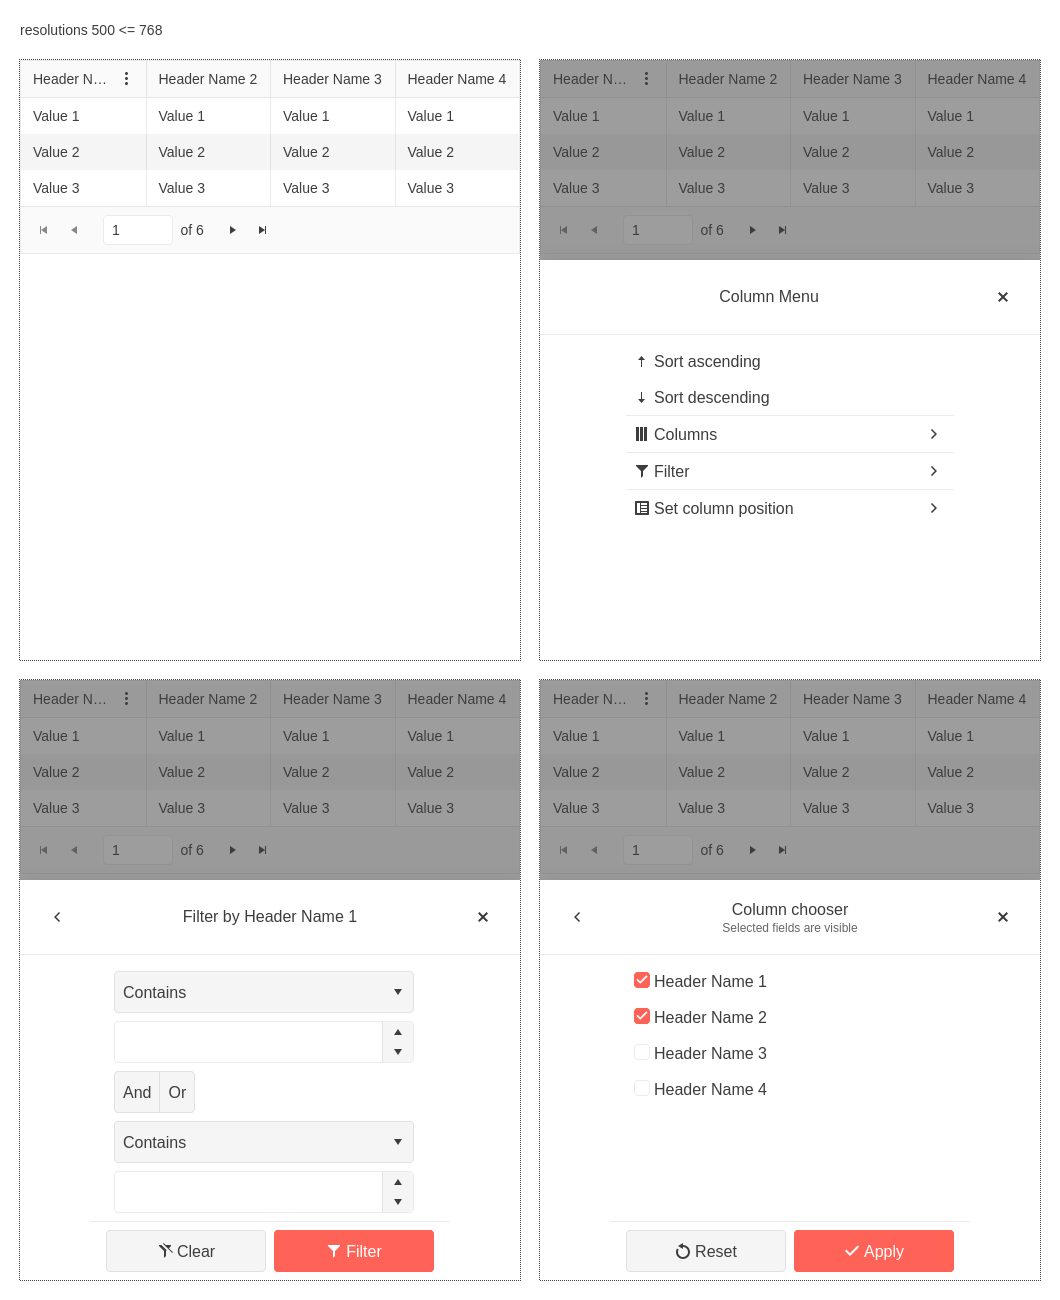 resolutions 500 <= 768
Header N... Header Name 2 Header Name 3 Header Name 4
Value 1 Value 1 Value 1 Value 1
Value 2 Value 2 Value 2 Value 2
Value 3 Value 3 Value 3 Value 3
1 of 6
Header N... Header Name 2 Header Name 3 Header Name 4
Value 1 Value 1 Value 1 Value 1
Value 2 Value 2 Value 2 Value 2
Value 3 Value 3 Value 3 Value 3
1 of 6
Column Menu
Sort ascending
Sort descending
Columns
Filter
Set column position
Header N... Header Name 2 Header Name 3 Header Name 4
Value 1 Value 1 Value 1 Value 1
Value 2 Value 2 Value 2 Value 2
Value 3 Value 3 Value 3 Value 3
1 of 6
Filter by Header Name 1
Contains
And Or
Contains
Clear Filter
Header N... Header Name 2 Header Name 3 Header Name 4
Value 1 Value 1 Value 1 Value 1
Value 2 Value 2 Value 2 Value 2
Value 3 Value 3 Value 3 Value 3
1 of 6
Column chooser
Selected fields are visible
Header Name 1
Header Name 2
Header Name 3
Header Name 4
Reset Apply